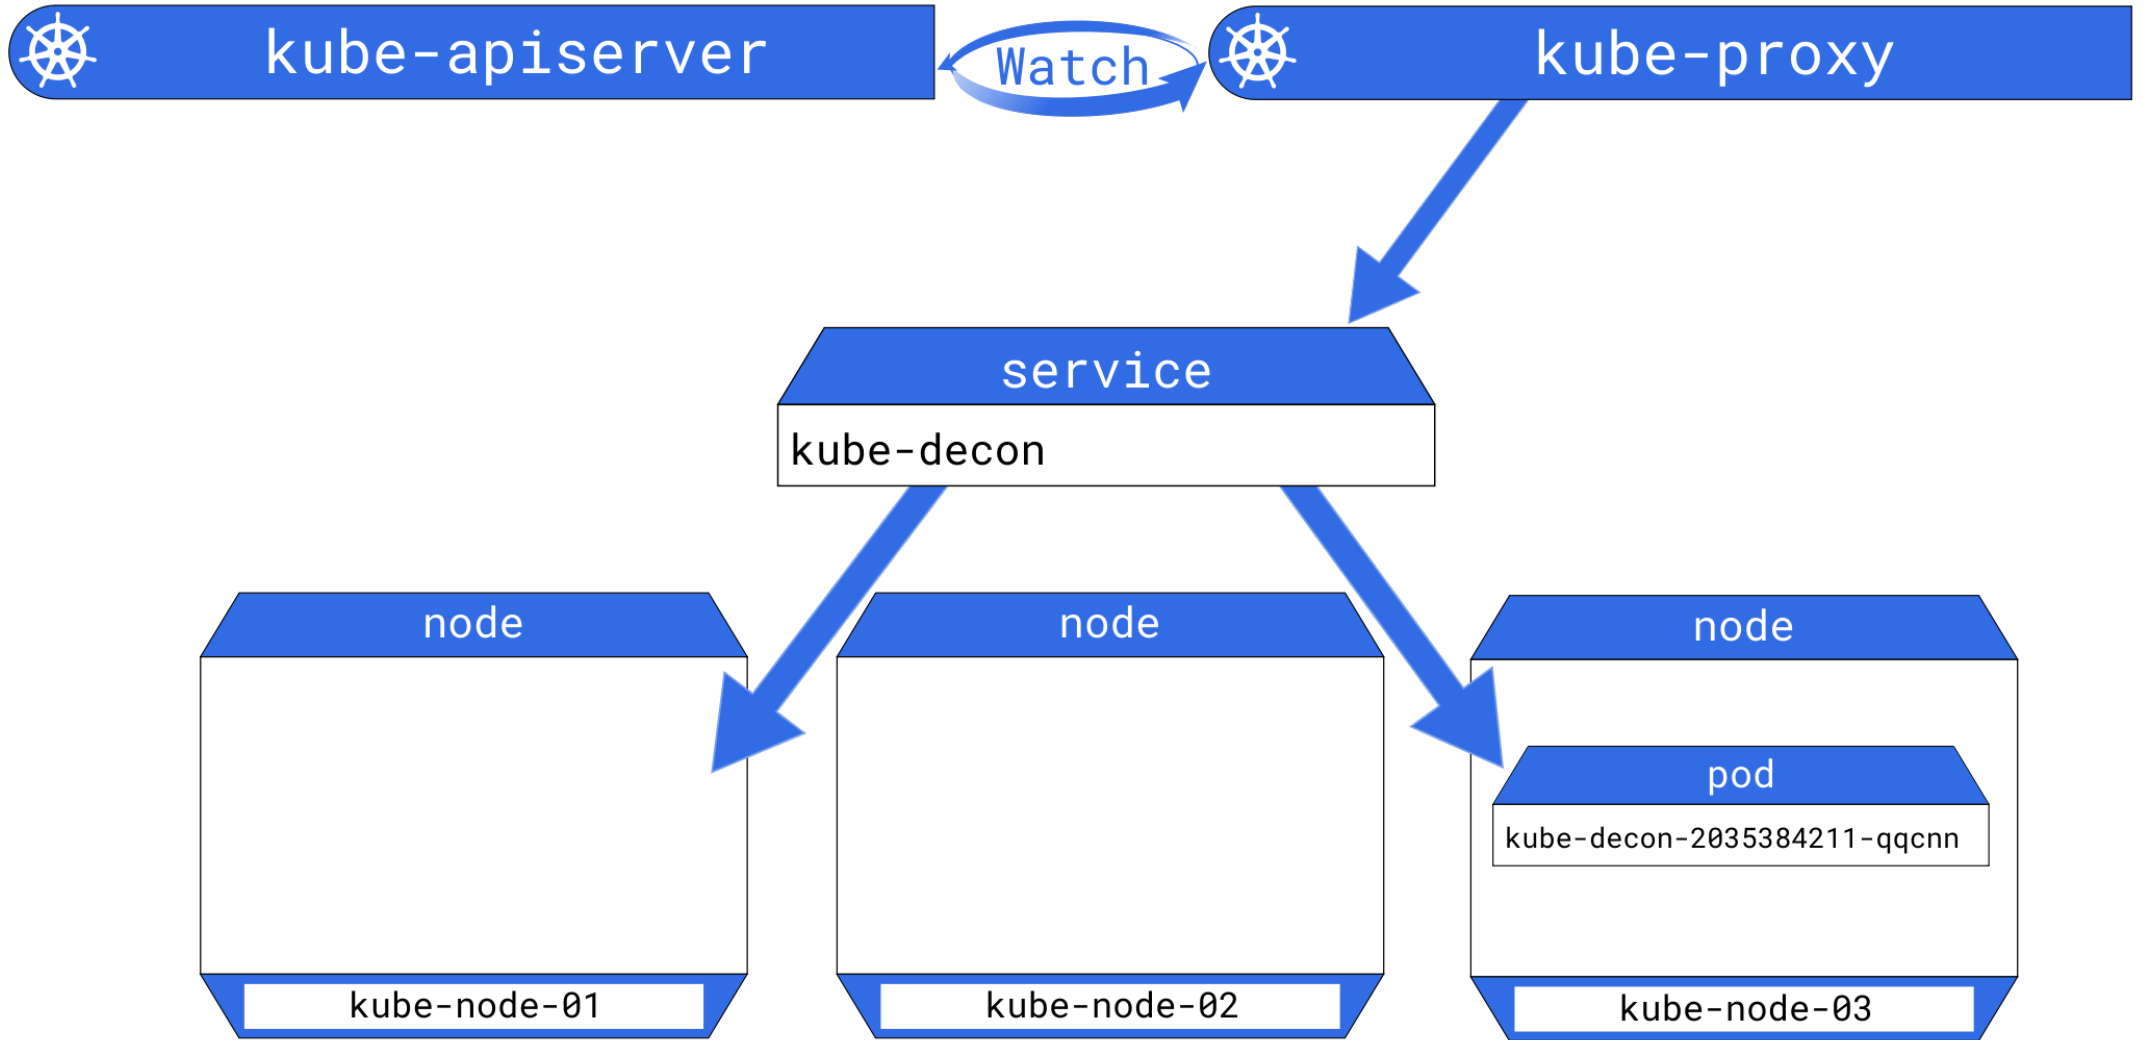 kube-apiserver
Watch
kube-proxy
service
kube-decon
node
node
node
pod
kube-decon-2035384211-qqcnn
kube-node-01
kube-node-02
kube-node-03